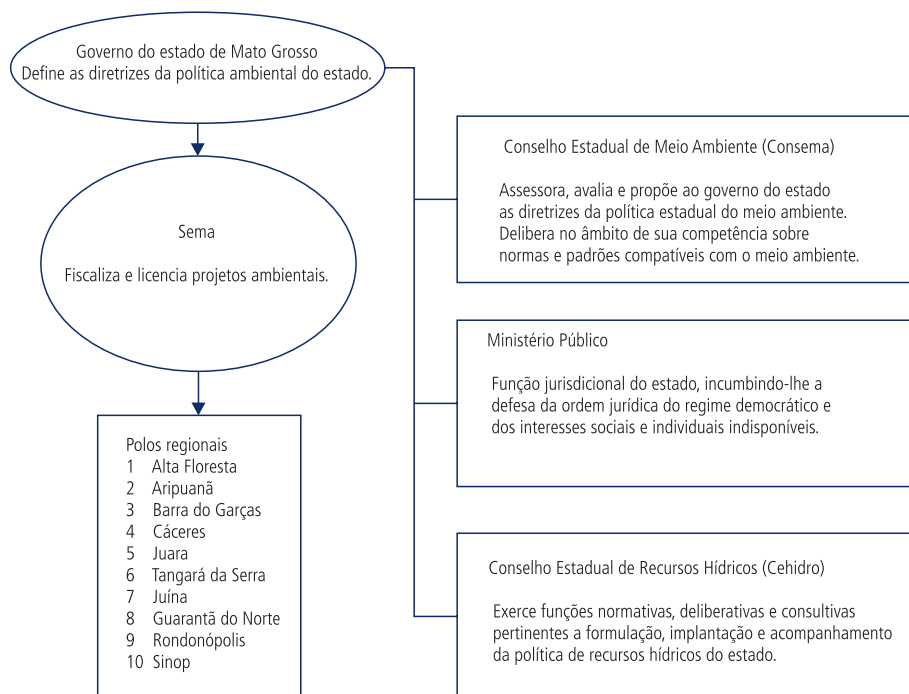 Governo do estado de Mato Grosso
Define as diretrizes da política ambiental do estado.
Sema
Fiscaliza e licencia projetos ambientais.
Polos regionais
1 Alta Floresta
2 Aripuanã
3 Barra do Garças
4 Cáceres
5 Juara
6 Tangará da Serra
7 Juína
8 Guarantã do Norte
9 Rondonópolis
10 Sinop
Conselho Estadual de Meio Ambiente (Consema)
Assessora, avalia e propõe ao governo do estado
as diretrizes da política estadual do meio ambiente.
Delibera no âmbito de sua competência sobre
normas e padrões compatíveis com o meio ambiente.
Ministério Público
Função jurisdicional do estado, incumbindo-lhe a
defesa da ordem jurídica do regime democrático e
dos interesses sociais e individuais indisponíveis.
Conselho Estadual de Recursos Hídricos (Cehidro)
Exerce funções normativas, deliberativas e consultivas
pertinentes a formulação, implantação e acompanhamento
da política de recursos hídricos do estado.